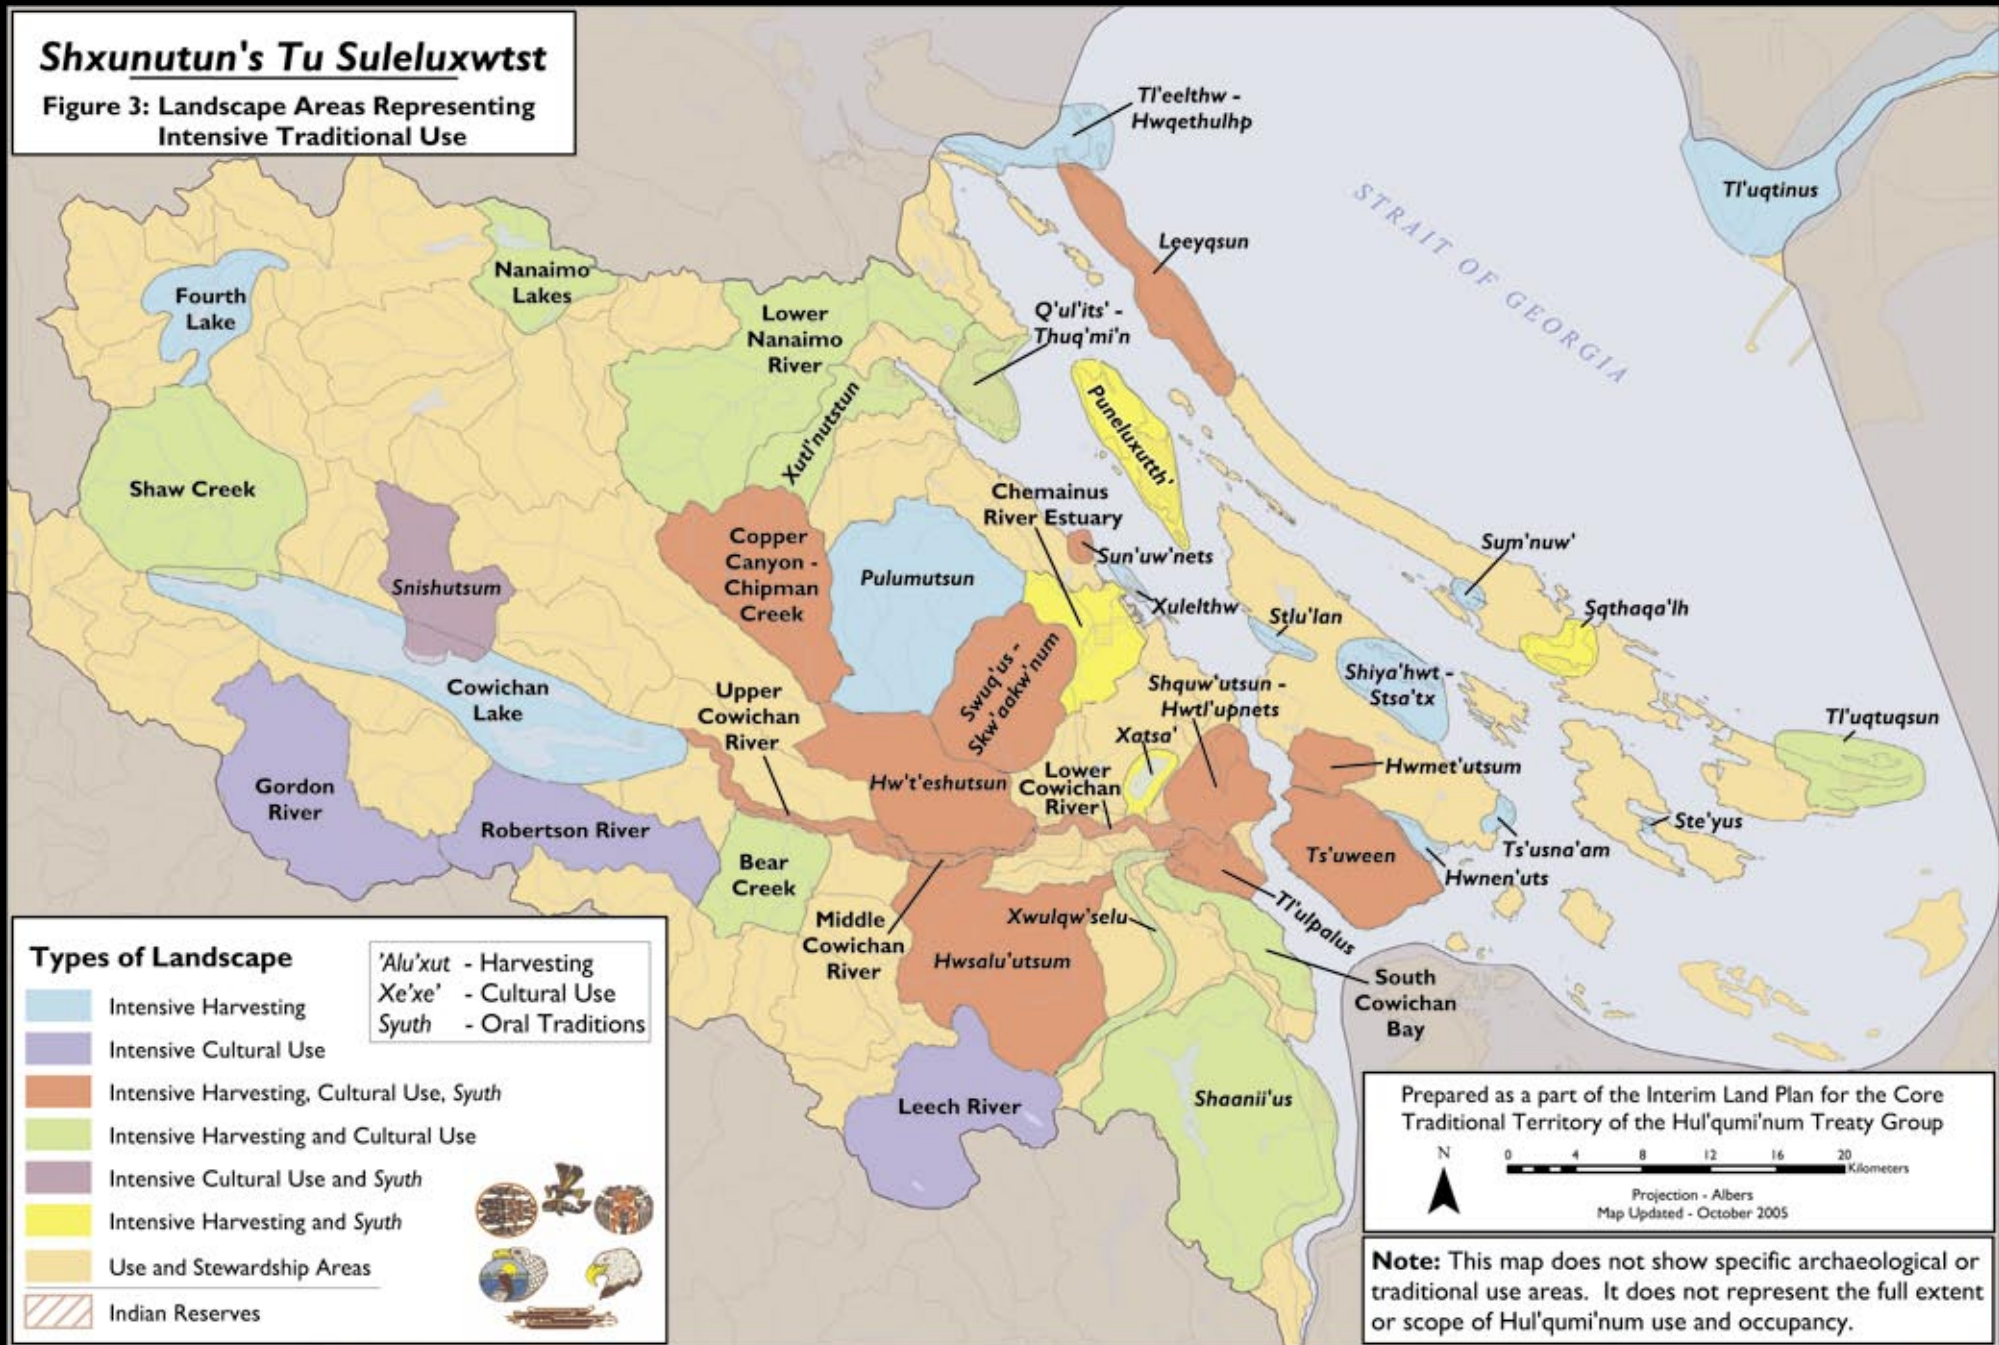 Shxunutun's Tu Suleluxwtst
Figure 3: Landscape Areas Representing
Intensive Traditional Use
Tl'eelthw -
Hwqethulhp
Tl'uqtinus
STRAIT OF GEORGIA
Leeyqsun
Nanaimo
Lakes
Fourth
Lake
Lower
Nanaimo
River
Q'ul'its' -
Thuq'mi'n
Puneluxutth'
Xutl'nutstun
Shaw Creek
Chemainus
River Estuary
Copper
Canyon -
Chipman
Creek
Sun'uw'nets
Sum'nuw'
Pulumutsun
Snishutsum
Xulelthw
Stlu'lan
Sqthaqa'lh
Swuq'us -
Skw'aakw'num
Shiya'hwt -
Stsa'tx
Cowichan
Lake
Upper
Cowichan
River
Shquw'utsun -
Hwtl'upnets
Tl'uqtuqsun
Xatsa'
Hwmet'utsum
Gordon
River
Hw't'eshutsun
Lower
Cowichan
River
Robertson River
Ste'yus
Ts'usna'am
Ts'uween
Hwnen'uts
Bear
Creek
Tl'ulpalus
Middle
Cowichan
River
Xwulqw'selu
Hwsalu'utsum
South
Cowichan
Bay
Leech River
Shaanii'us
Types of Landscape
'Alu'xut - Harvesting
Xe'xe' - Cultural Use
Syuth - Oral Traditions
Intensive Harvesting
Intensive Cultural Use
Intensive Harvesting, Cultural Use, Syuth
Intensive Harvesting and Cultural Use
Intensive Cultural Use and Syuth
Intensive Harvesting and Syuth
Use and Stewardship Areas
Indian Reserves
Prepared as a part of the Interim Land Plan for the Core
Traditional Territory of the Hul'qumi'num Treaty Group
N
0 4 8 12 16 20
Kilometers
Projection - Albers
Map Updated - October 2005
Note: This map does not show specific archaeological or
traditional use areas. It does not represent the full extent
or scope of Hul'qumi'num use and occupancy.